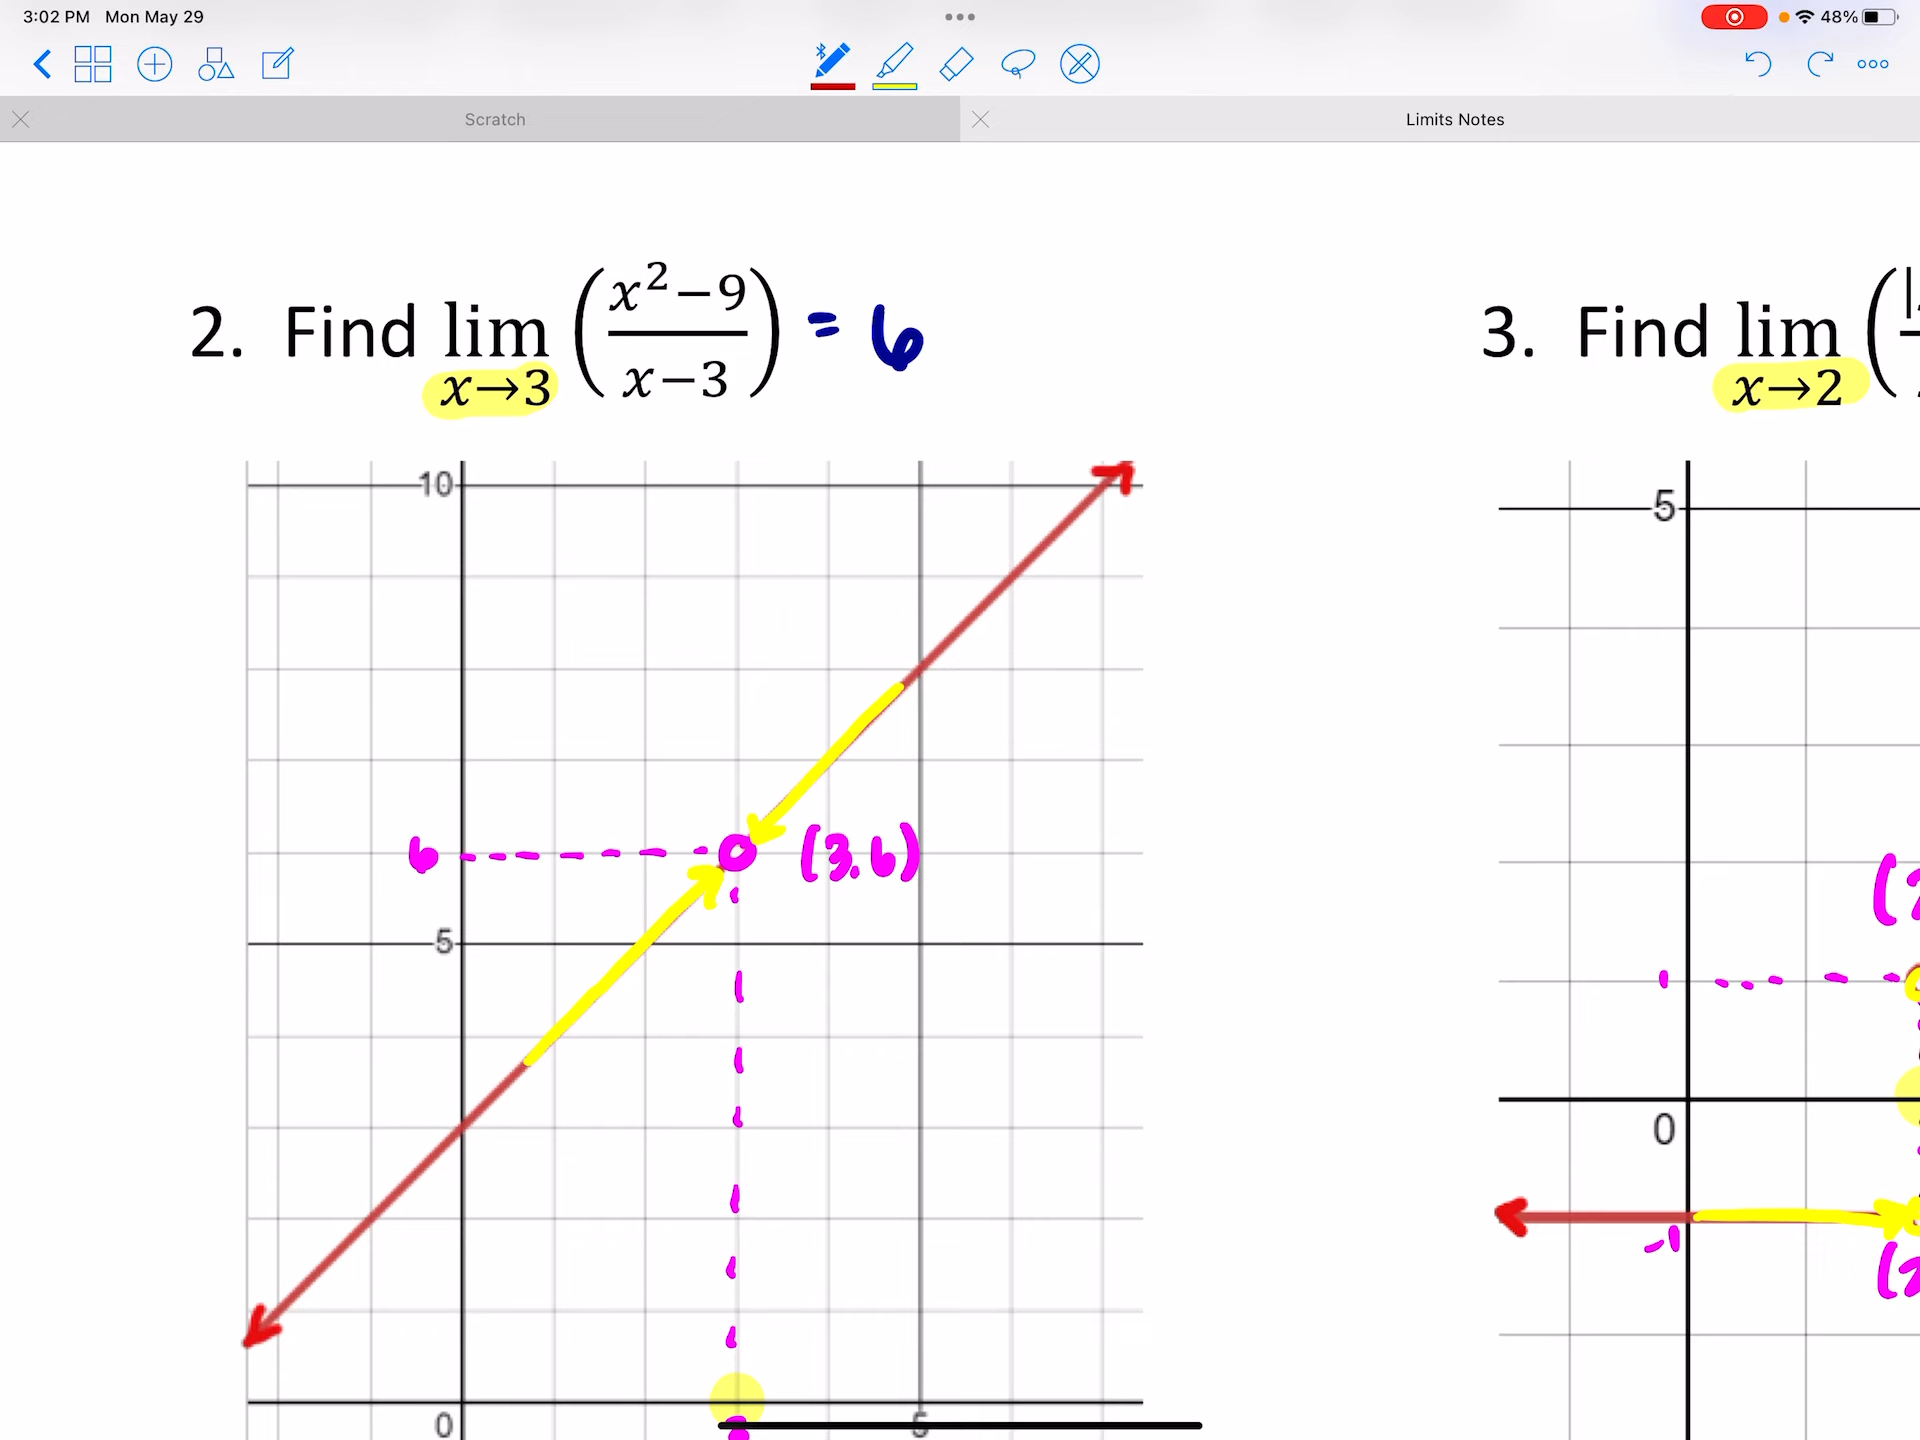 3:02 PM Mon May 29
48%
Scratch
Limits Notes
2. Find lim x→3 (x²−9 / x−3) = 6
10
6
(3,6)
5
0
5
3. Find lim x→2 (
5
1
0
-1